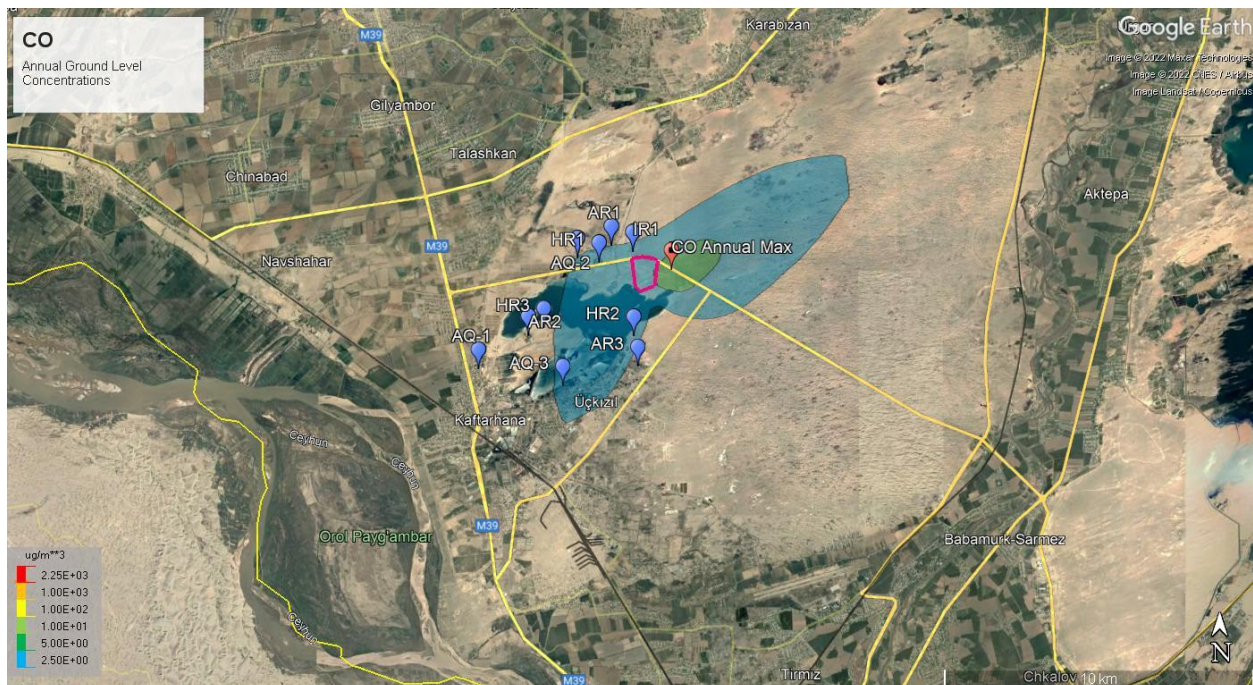 CO
Annual Ground Level
Concentrations
M39
Karabizan
Google Earth
Image © 2022 Maxar Technologies
Image © 2022 CNES / Airbus
Image Landsat / Copernicus
Gilyambor
Talashkan
Chinabad
Aktepa
AR1
HR1
IR1
M39
AQ-2
CO Annual Max
Navshahar
HR3
AR2
HR2
AQ-1
AR3
AQ-3
Üçkızıl
Kaftarhana
Ceyhun
Ceyhun
M39
Orol Payg'ambar
Babamurk-Sarmez
ug/m**3
2.25E+03
1.00E+03
1.00E+02
1.00E+01
5.00E+00
2.50E+00
Ceyhun
N
Tirmiz
Chkalov
10 km
M39